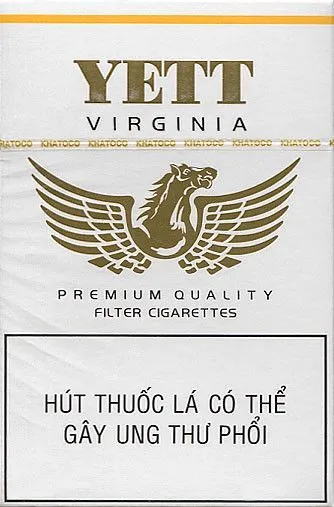 YETT
VIRGINIA
KHATOCO KHATOCO KHATOCO KHATOCO KHATOCO KHATOCO KHATOCO
PREMIUM QUALITY
FILTER CIGARETTES
HÚT THUỐC LÁ CÓ THỂ
GÂY UNG THƯ PHỔI